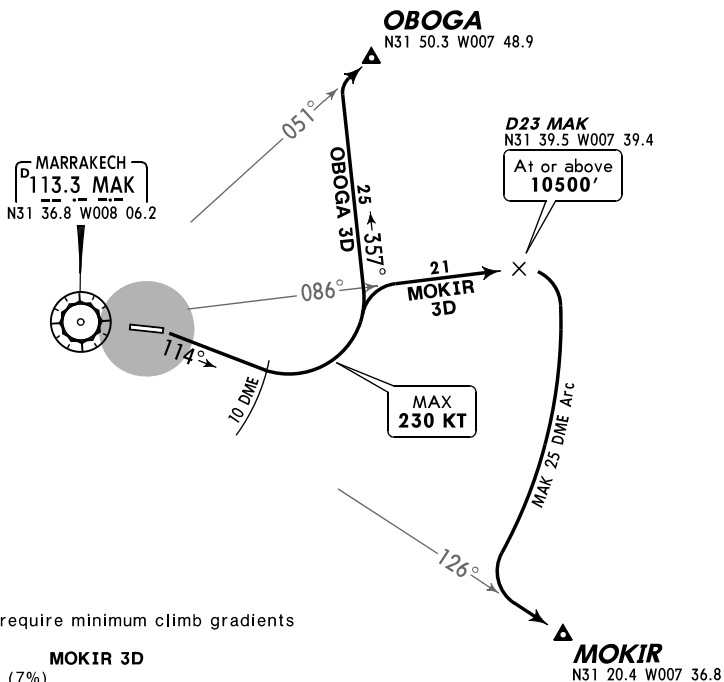 OBOGA
N31 50.3 W007 48.9
051°
D23 MAK
N31 39.5 W007 39.4
At or above
10500'
MARRAKECH
D 113.3 MAK
N31 36.8 W008 06.2
OBOGA 3D
25
357°
086°
21
MOKIR
3D
114°
10 DME
MAX
230 KT
MAK 25 DME Arc
126°
require minimum climb gradients
MOKIR 3D
(7%)
MOKIR
N31 20.4 W007 36.8